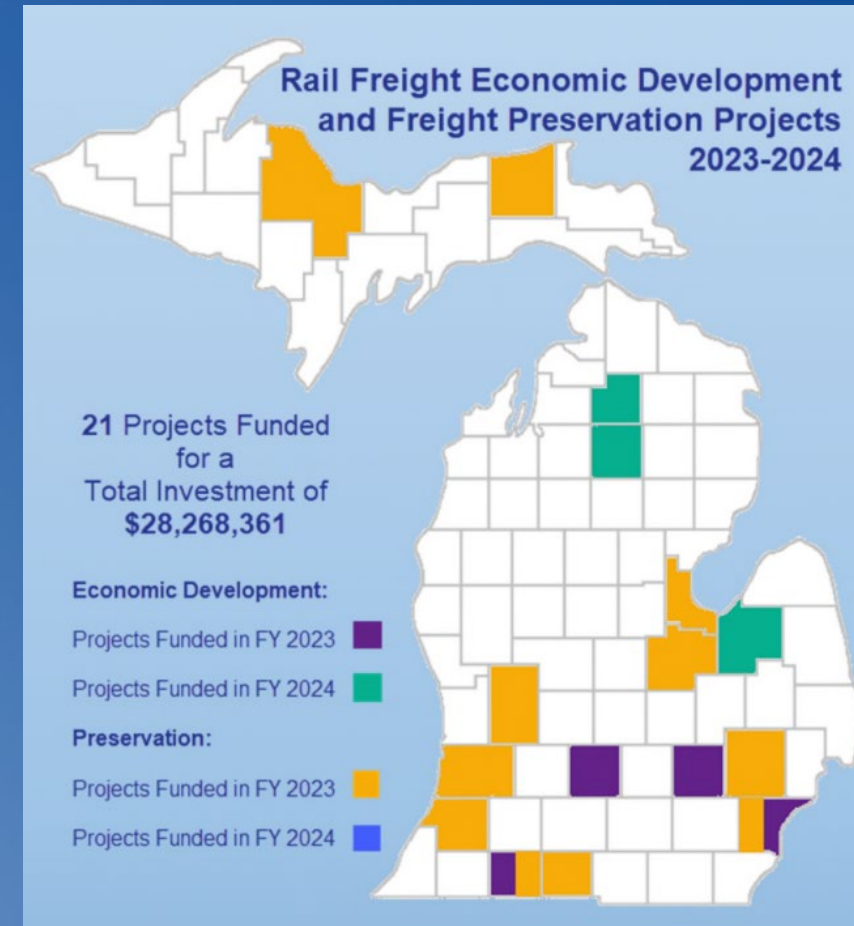 Rail Freight Economic Development
and Freight Preservation Projects
2023-2024
21 Projects Funded
for a
Total Investment of
$28,268,361
Economic Development:
Projects Funded in FY 2023
Projects Funded in FY 2024
Preservation:
Projects Funded in FY 2023
Projects Funded in FY 2024